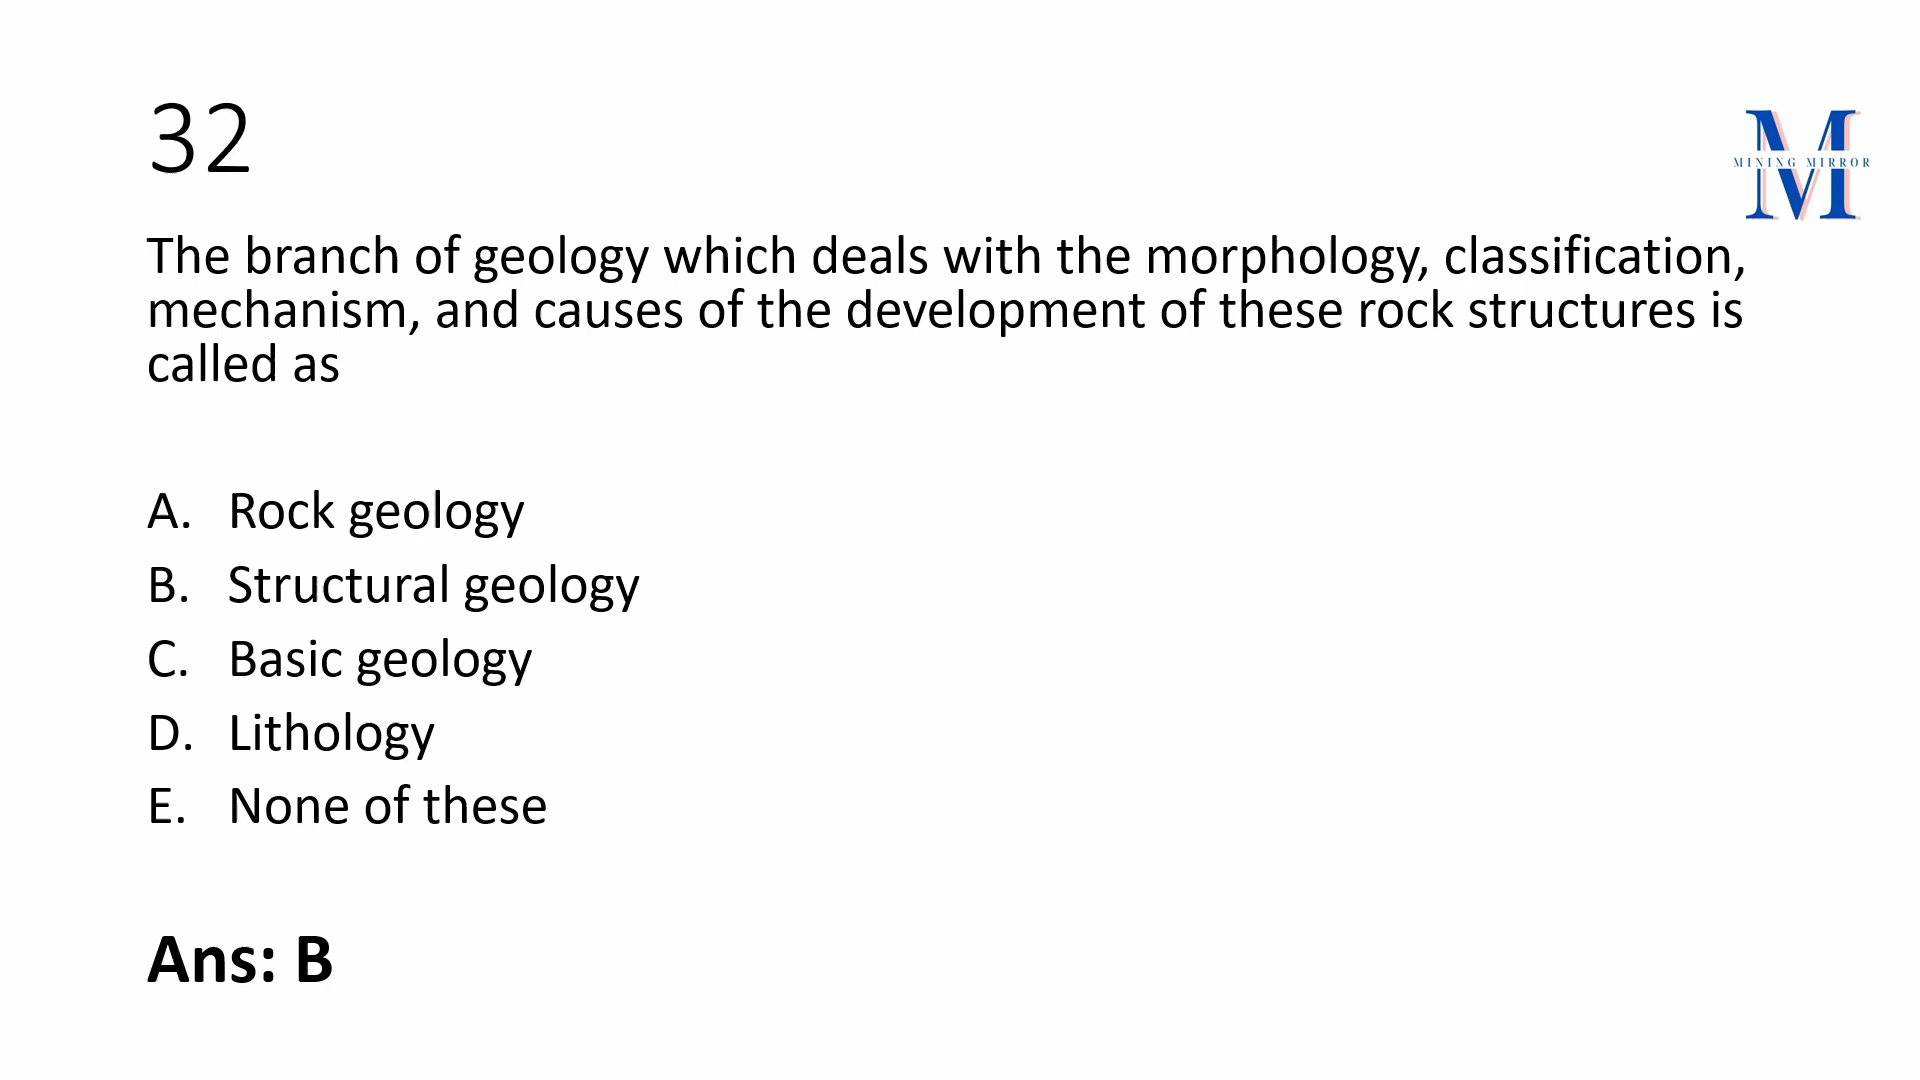 32
MINING MIRROR
The branch of geology which deals with the morphology, classification,
mechanism, and causes of the development of these rock structures is
called as
A. Rock geology
B. Structural geology
C. Basic geology
D. Lithology
E. None of these
Ans: B